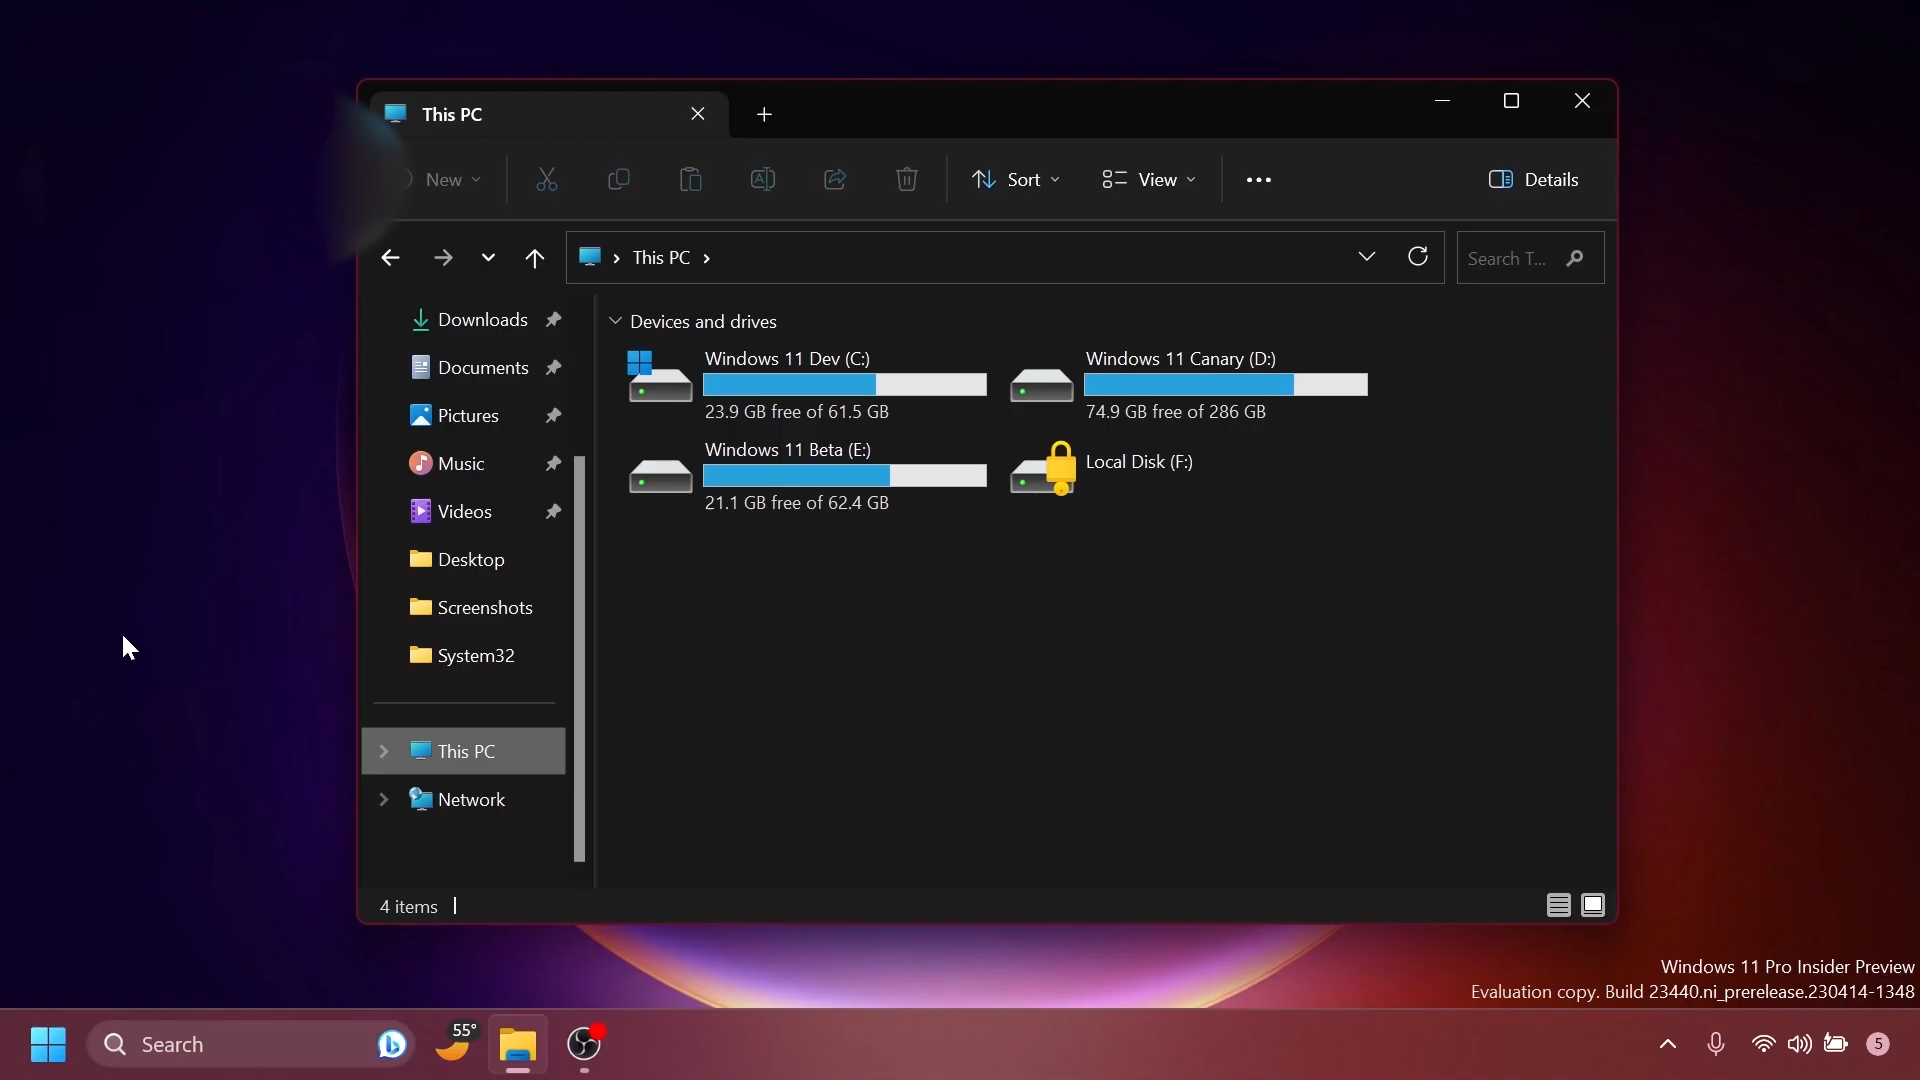 This PC
New
Sort
View
Details
This PC
Search T...
Downloads
Documents
Pictures
Music
Videos
Desktop
Screenshots
System32
This PC
Network
Devices and drives
Windows 11 Dev (C:)
23.9 GB free of 61.5 GB
Windows 11 Canary (D:)
74.9 GB free of 286 GB
Windows 11 Beta (E:)
21.1 GB free of 62.4 GB
Local Disk (F:)
4 items
Windows 11 Pro Insider Preview
Evaluation copy. Build 23440.ni_prerelease.230414-1348
Search
55°
5